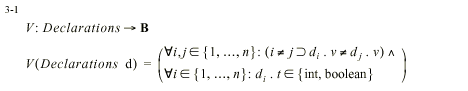 3-1
V: Declarations → B
V(Declarations d) = (∀i,j ∈ {1, ..., n}: (i ≠ j ⊃ d_i . v ≠ d_j . v) ∧
∀i ∈ {1, ..., n}: d_i . t ∈ {int, boolean})